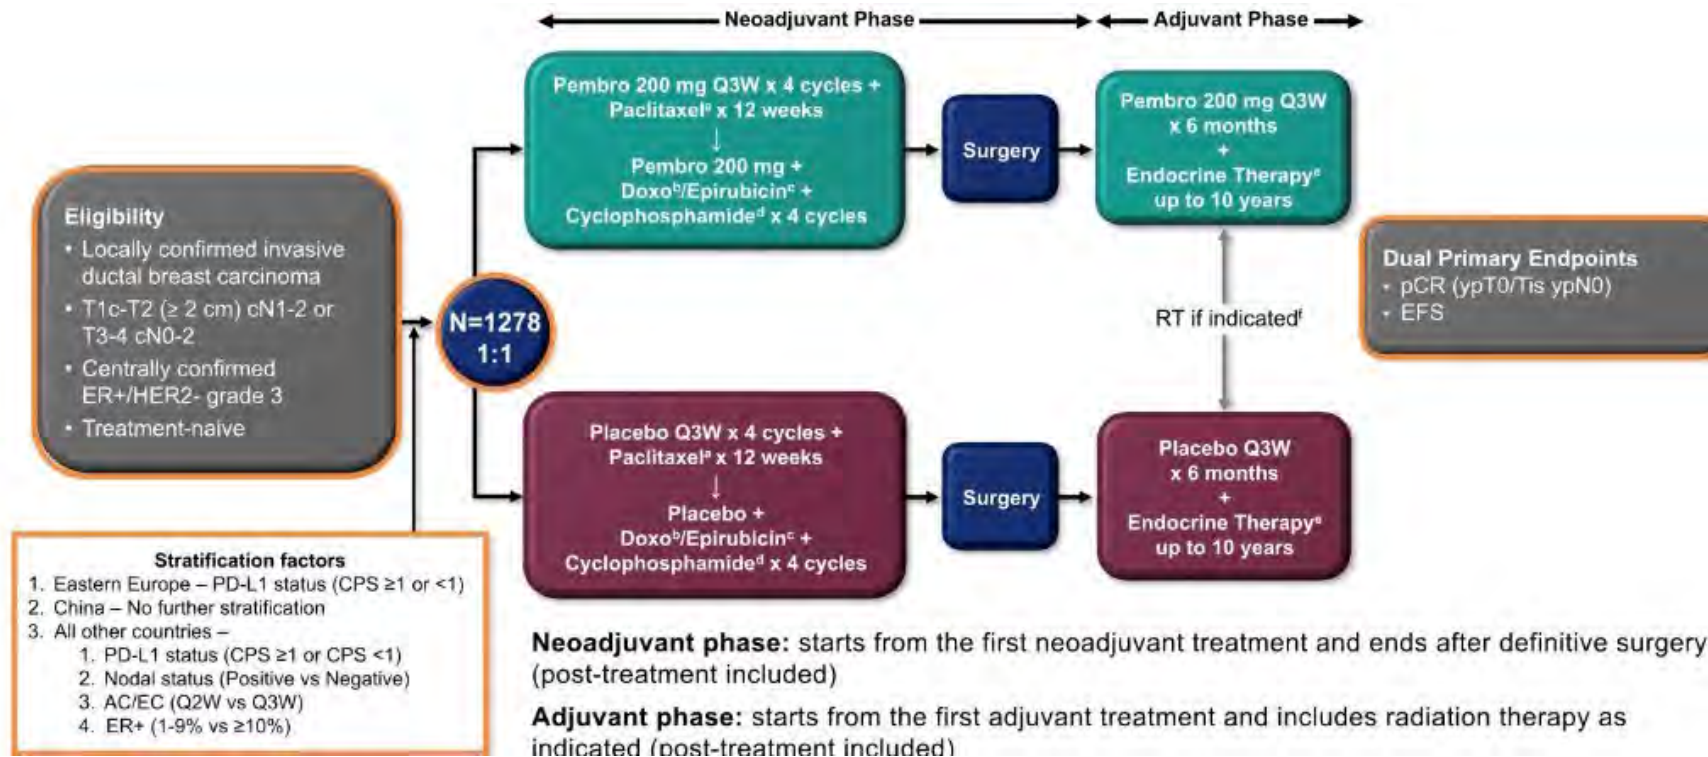 Neoadjuvant Phase
Adjuvant Phase
Eligibility
• Locally confirmed invasive
ductal breast carcinoma
• T1c-T2 (≥ 2 cm) cN1-2 or
T3-4 cN0-2
• Centrally confirmed
ER+/HER2- grade 3
• Treatment-naive
N=1278
1:1
Pembro 200 mg Q3W x 4 cycles +
Paclitaxelᵃ x 12 weeks
↓
Pembro 200 mg +
Doxoᵇ/Epirubicinᶜ +
Cyclophosphamideᵈ x 4 cycles
Surgery
Pembro 200 mg Q3W
x 6 months
+
Endocrine Therapyᵉ
up to 10 years
RT if indicatedᶠ
Dual Primary Endpoints
• pCR (ypT0/Tis ypN0)
• EFS
Placebo Q3W x 4 cycles +
Paclitaxelᵃ x 12 weeks
↓
Placebo +
Doxoᵇ/Epirubicinᶜ +
Cyclophosphamideᵈ x 4 cycles
Surgery
Placebo Q3W
x 6 months
+
Endocrine Therapyᵉ
up to 10 years
Stratification factors
1. Eastern Europe – PD-L1 status (CPS ≥1 or <1)
2. China – No further stratification
3. All other countries –
1. PD-L1 status (CPS ≥1 or CPS <1)
2. Nodal status (Positive vs Negative)
3. AC/EC (Q2W vs Q3W)
4. ER+ (1-9% vs ≥10%)
Neoadjuvant phase: starts from the first neoadjuvant treatment and ends after definitive surgery
(post-treatment included)
Adjuvant phase: starts from the first adjuvant treatment and includes radiation therapy as
indicated (post-treatment included)